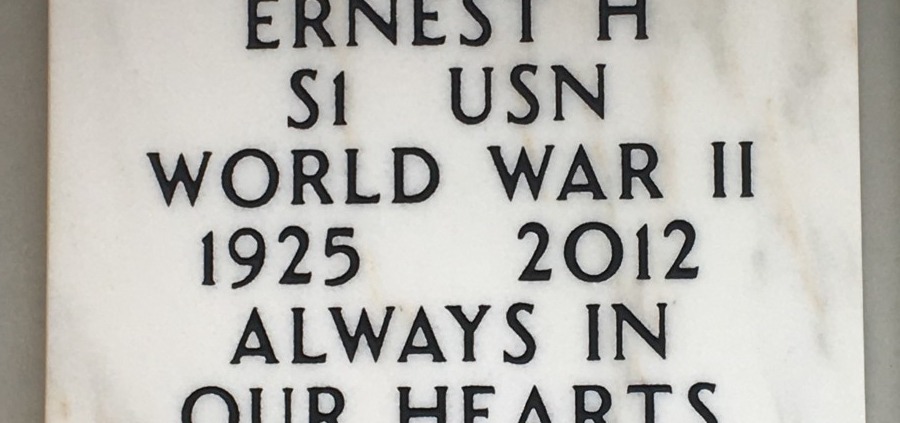 ERNEST H
S1 USN
WORLD WAR II
1925 2012
ALWAYS IN
OUR HEARTS